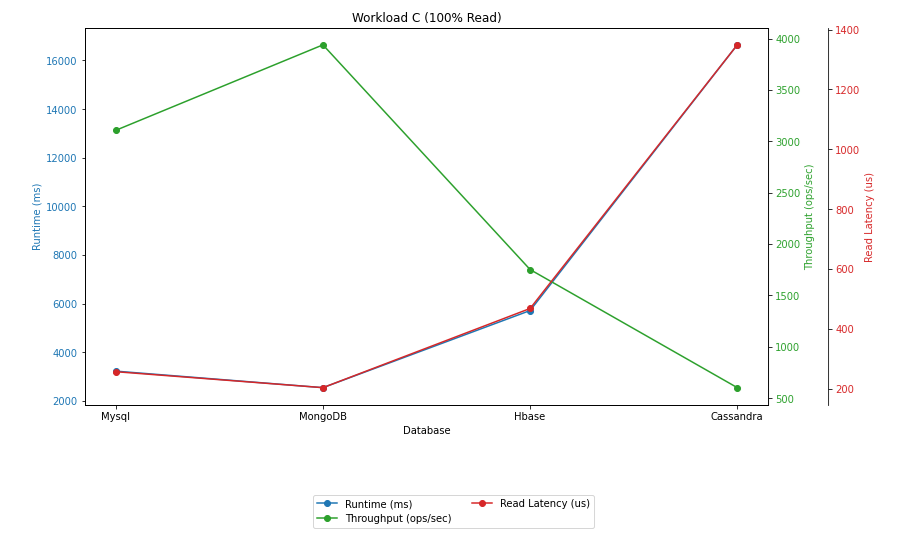 Workload C (100% Read)
16000
14000
12000
10000
8000
6000
4000
2000
Runtime (ms)
4000
3500
3000
2500
2000
1500
1000
500
Throughput (ops/sec)
1400
1200
1000
800
600
400
200
Read Latency (us)
Mysql MongoDB Hbase Cassandra
Database
Runtime (ms) Read Latency (us)
Throughput (ops/sec)